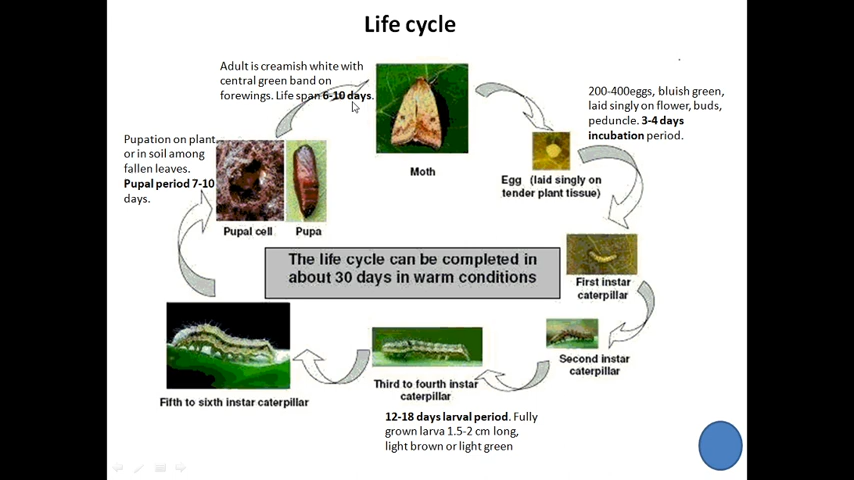 Life cycle
Adult is creamish white with
central green band on
forewings. Life span 6-10 days.
200-400eggs, bluish green,
laid singly on flower, buds,
peduncle. 3-4 days
incubation period.
Pupation on plant
or in soil among
fallen leaves.
Pupal period 7-10
days.
Moth
Egg (laid singly on
tender plant tissue)
Pupal cell
Pupa
The life cycle can be completed in
about 30 days in warm conditions
First instar
caterpillar
Second instar
caterpillar
Third to fourth instar
caterpillar
Fifth to sixth instar caterpillar
12-18 days larval period. Fully
grown larva 1.5-2 cm long,
light brown or light green